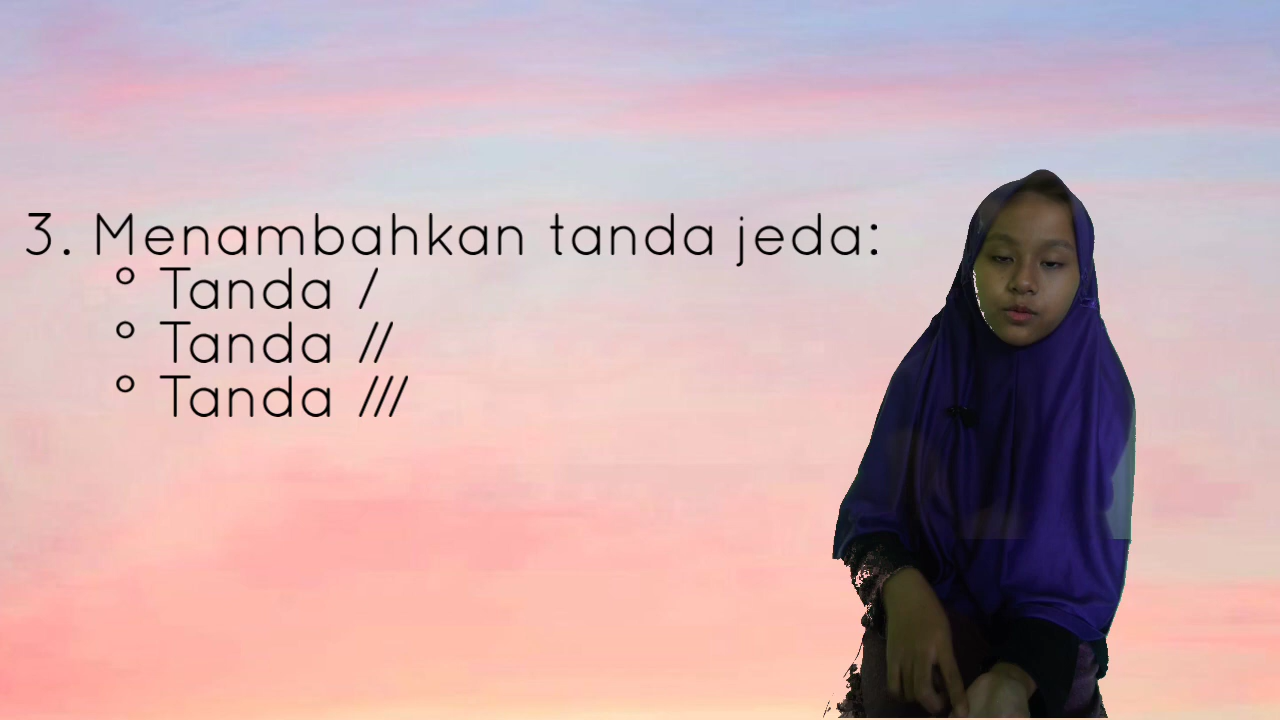 3. Menambahkan tanda jeda:
° Tanda /
° Tanda //
° Tanda ///